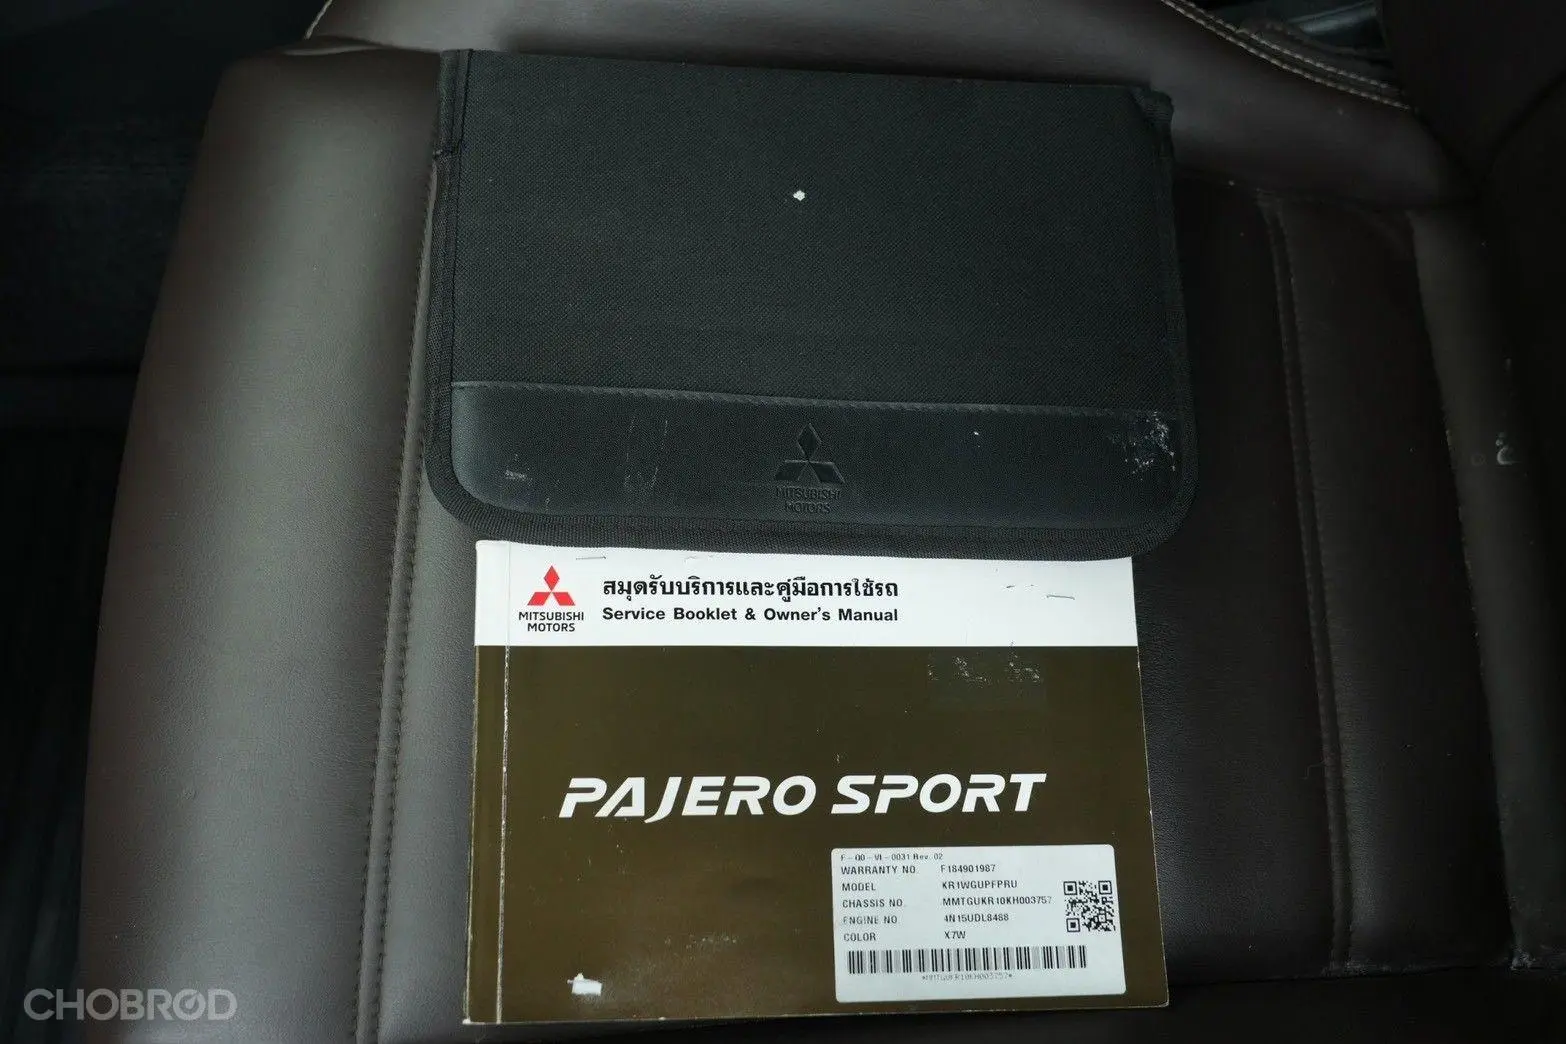 MITSUBISHI
MOTORS
MITSUBISHI
MOTORS
สมุดรับบริการและคู่มือการใช้รถ
Service Booklet & Owner's Manual
PAJERO SPORT
F-00-VI-0031 Rev. 02
WARRANTY NO. F184901987
MODEL KR1WGUPFPRU
CHASSIS NO. MMTGUKR10KH003757
ENGINE NO. 4N15UDL8488
COLOR X7W
*MMTGUKR10KH003757*
CHOBROD